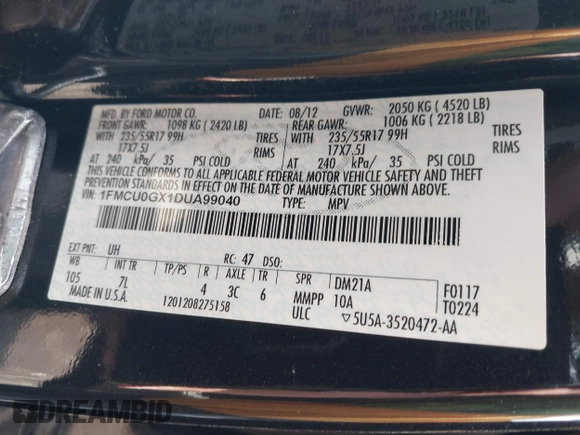 MFD. BY FORD MOTOR CO.
DATE: 08/12 GVWR: 2050 KG ( 4520 LB)
FRONT GAWR: 1098 KG ( 2420 LB)
REAR GAWR: 1006 KG ( 2218 LB)
WITH 235/55R17 99H TIRES
WITH 235/55R17 99H TIRES
17X7.5J RIMS
17X7.5J RIMS
AT 240 kPa/ 35 PSI COLD
AT 240 kPa/ 35 PSI COLD
THIS VEHICLE CONFORMS TO ALL APPLICABLE FEDERAL MOTOR VEHICLE SAFETY AND THEFT
PREVENTION STANDARDS IN EFFECT ON THE DATE OF MANUFACTURE SHOWN ABOVE.
VIN: 1FMCU0GX1DUA99040 TYPE: MPV
EXT PNT: UH RC: 47 DSO:
WB INT TR TP/PS R AXLE TR SPR DM21A F0117
105 7L 4 3C 6 MMPP 10A T0224
MADE IN U.S.A. 1201208275158 ULC ▽5U5A-3520472-AA
DREAMBID